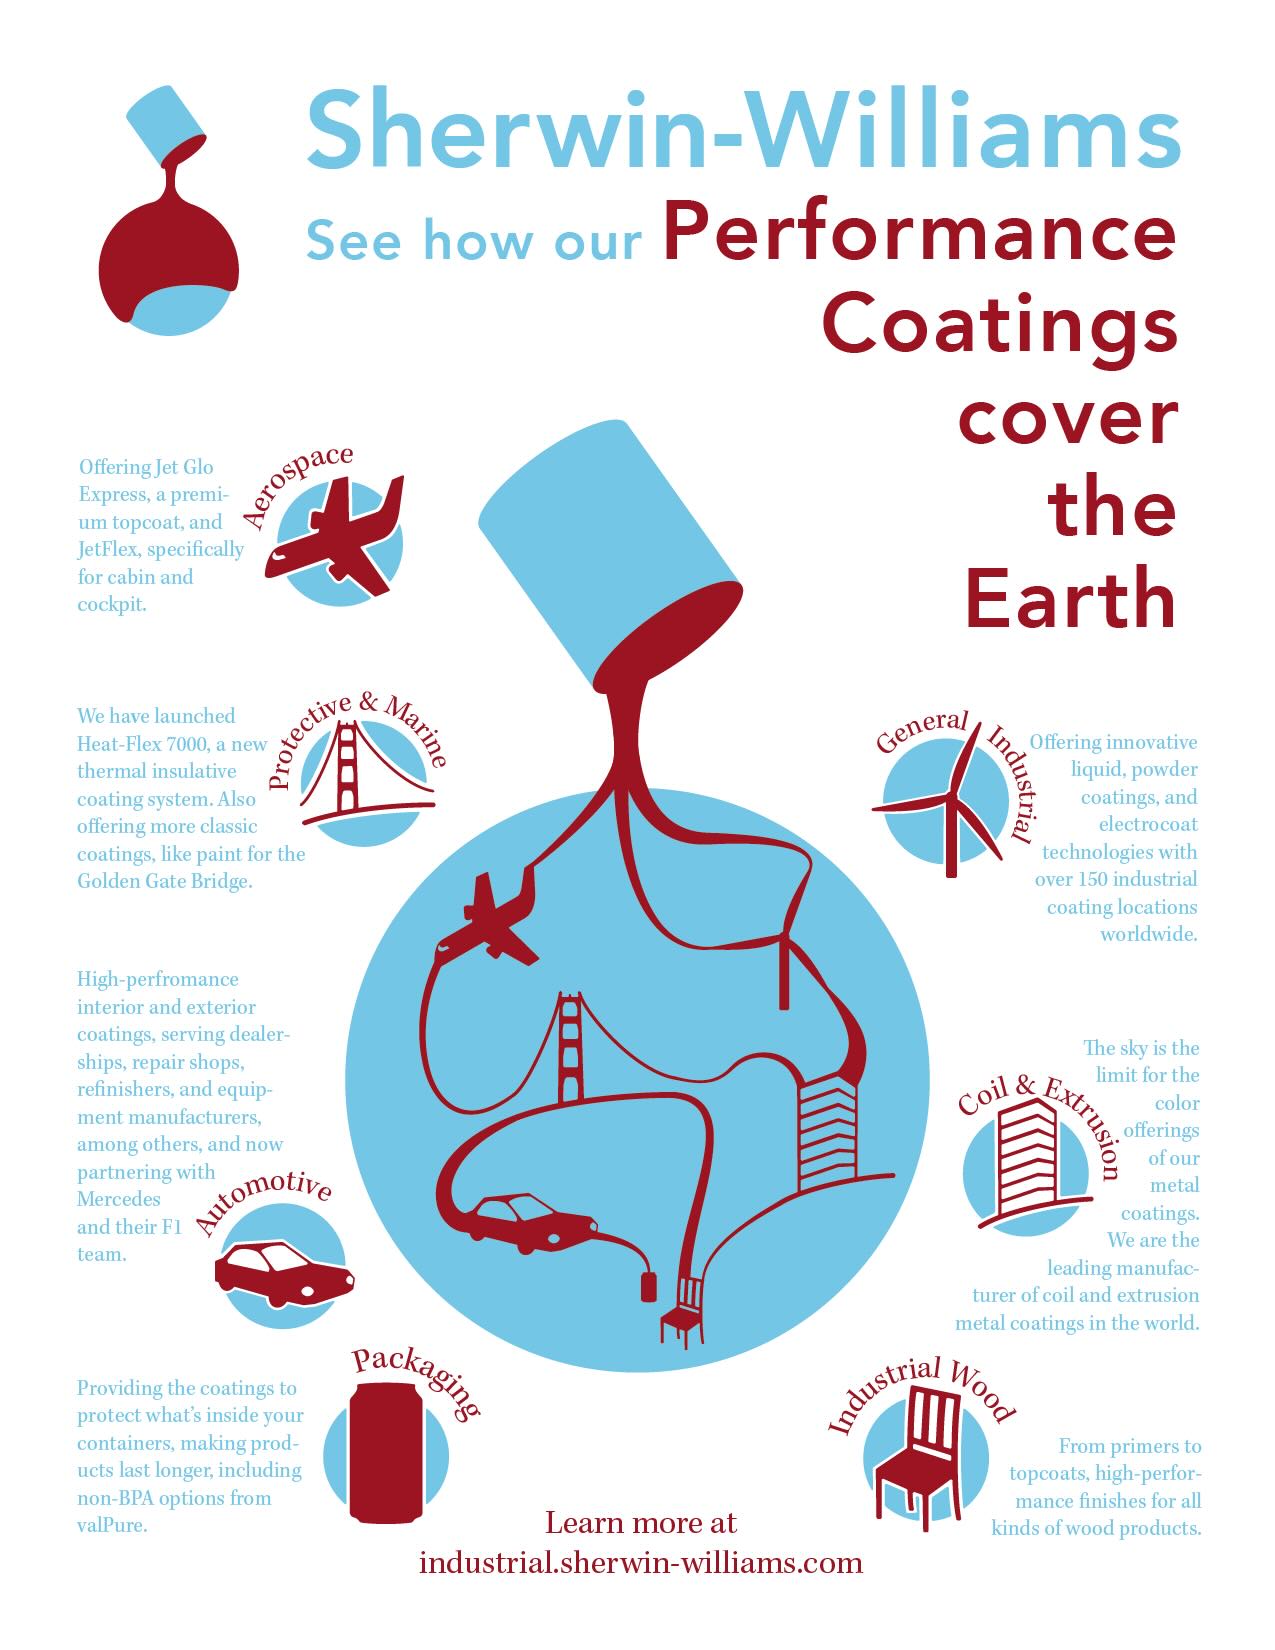 Sherwin-Williams
See how our Performance
Coatings
cover
the
Earth
Aerospace
Offering Jet Glo
Express, a premi-
um topcoat, and
JetFlex, specifically
for cabin and
cockpit.
Protective & Marine
We have launched
Heat-Flex 7000, a new
thermal insulative
coating system. Also
offering more classic
coatings, like paint for the
Golden Gate Bridge.
General Industrial
Offering innovative
liquid, powder
coatings, and
electrocoat
technologies with
over 150 industrial
coating locations
worldwide.
High-perfromance
interior and exterior
coatings, serving dealer-
ships, repair shops,
refinishers, and equip-
ment manufacturers,
among others, and now
partnering with
Mercedes
and their F1
team.
Automotive
Coil & Extrusion
The sky is the
limit for the
color
offerings
of our
metal
coatings.
We are the
leading manufac-
turer of coil and extrusion
metal coatings in the world.
Packaging
Providing the coatings to
protect what's inside your
containers, making prod-
ucts last longer, including
non-BPA options from
valPure.
Industrial Wood
From primers to
topcoats, high-perfor-
mance finishes for all
kinds of wood products.
Learn more at
industrial.sherwin-williams.com